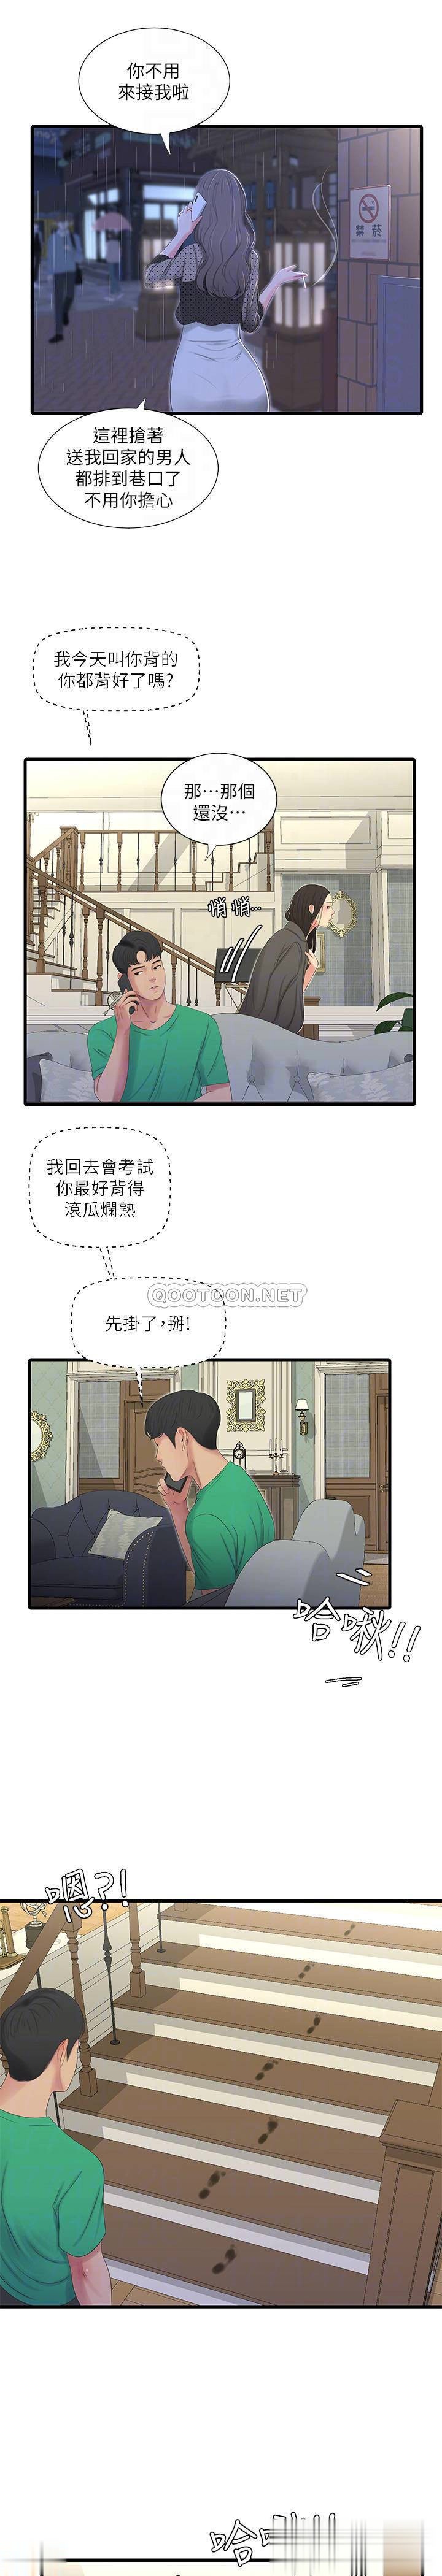 你不用
來接我啦
禁菸
這裡搶著
送我回家的男人
都排到巷口了
不用你擔心
我今天叫你背的
你都背好了嗎?
那…那個
還沒…
悄悄…
我回去會考試
你最好背得
滾瓜爛熟
QOOTOON.NET
先掛了,掰!
哈啾!!
嗯?!
哈啾!!